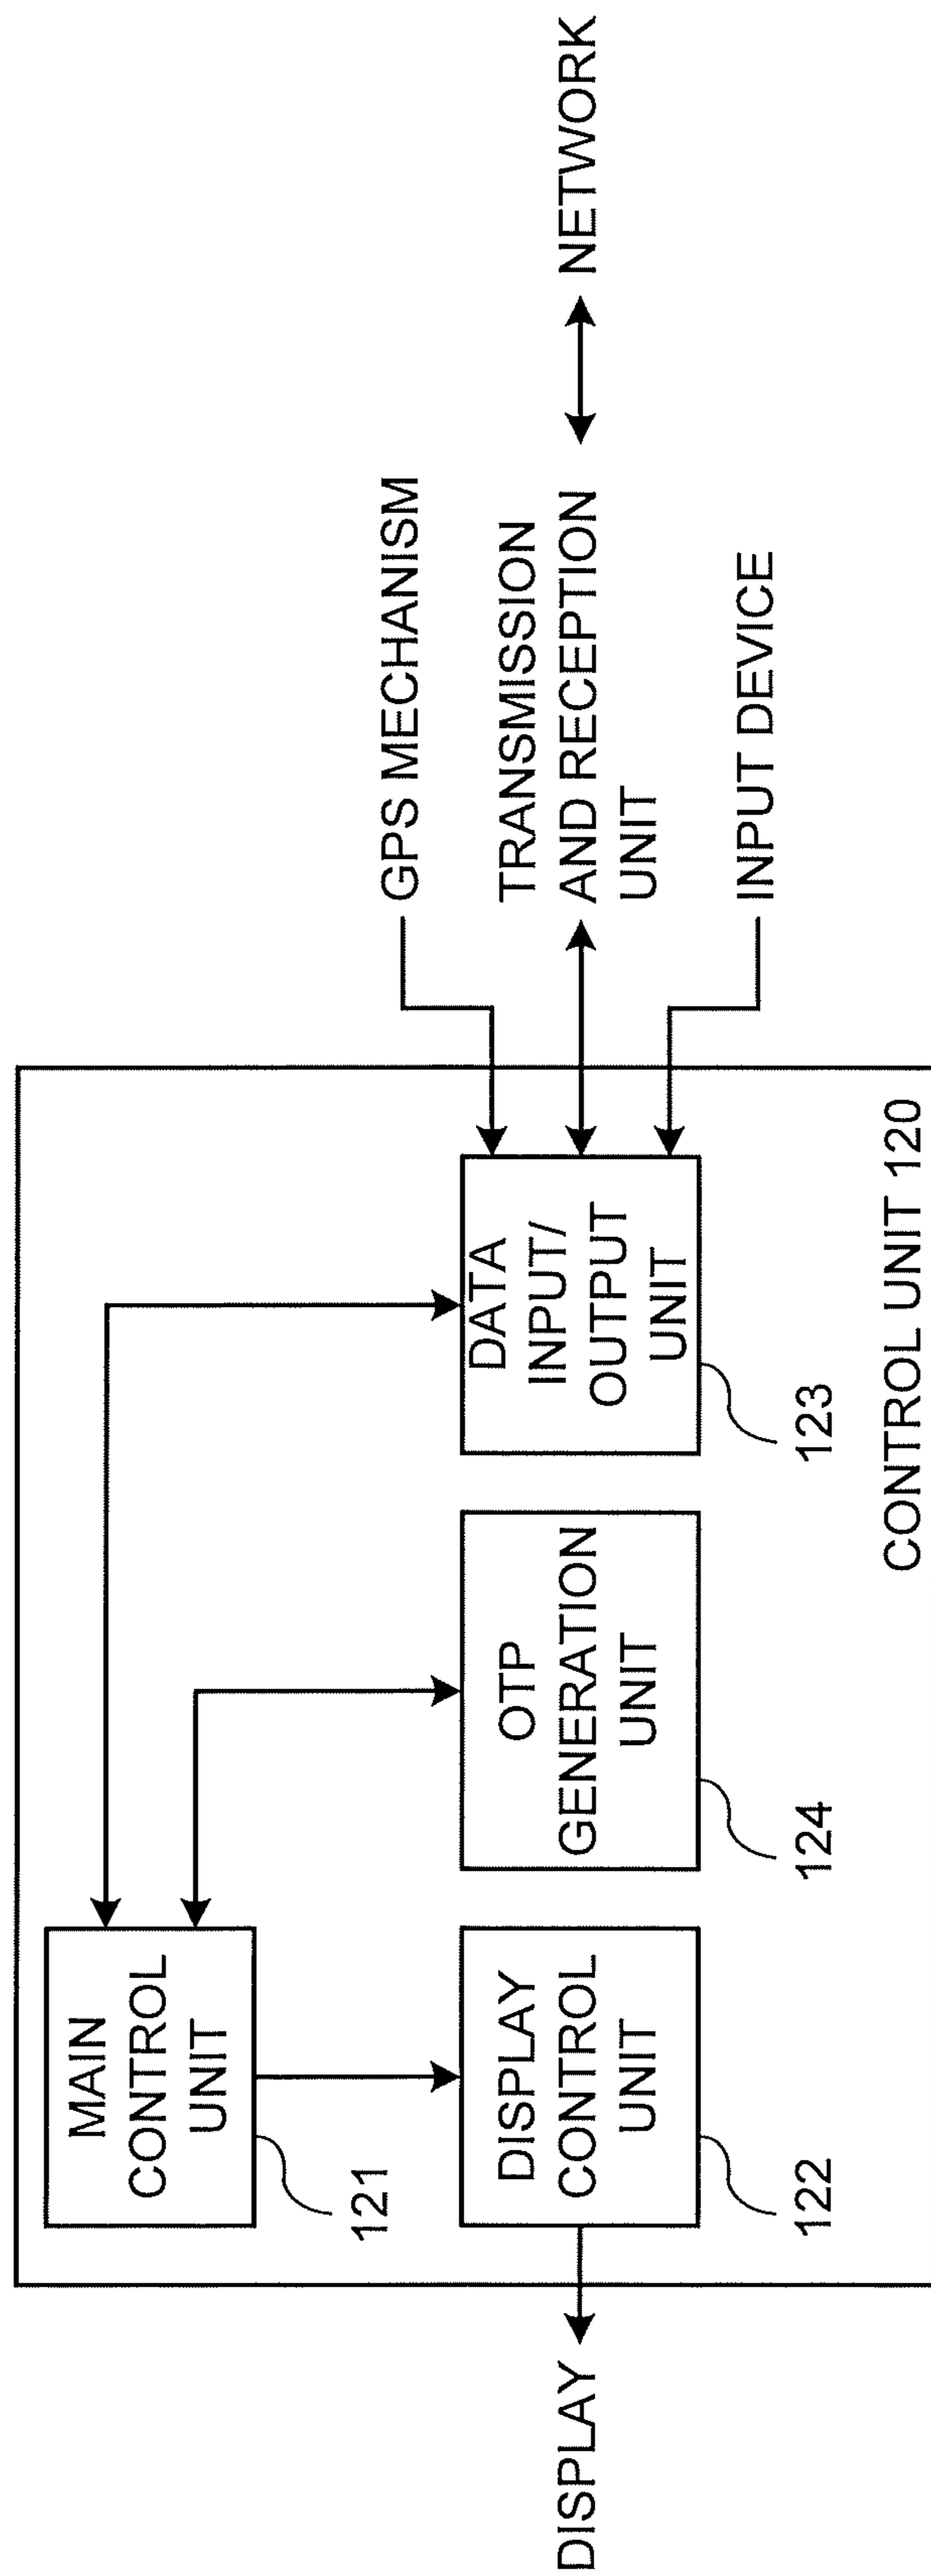 MAIN
CONTROL
UNIT
121
DISPLAY
DISPLAY
CONTROL
UNIT
122
OTP
GENERATION
UNIT
124
DATA
INPUT/
OUTPUT
UNIT
123
CONTROL UNIT 120
GPS MECHANISM
TRANSMISSION
AND RECEPTION
UNIT
NETWORK
INPUT DEVICE